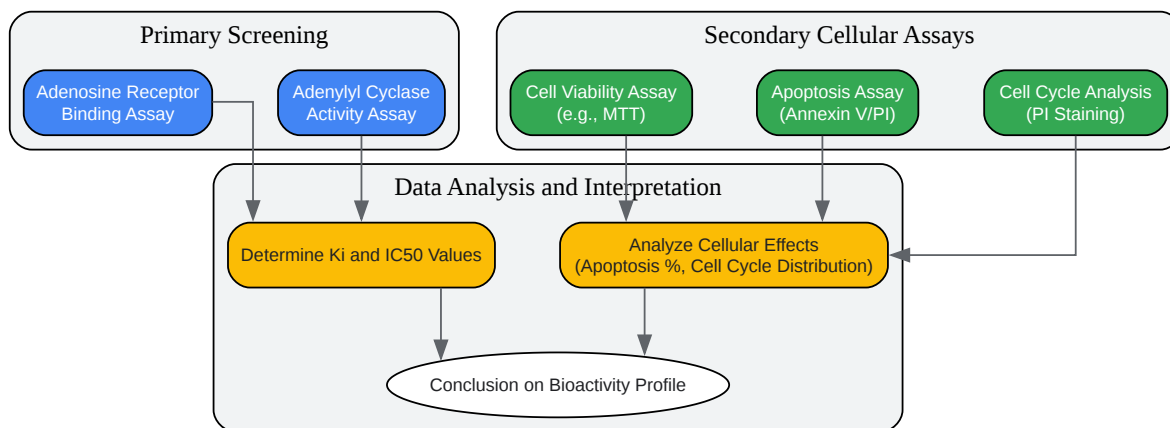 Primary Screening
Adenosine Receptor
Binding Assay
Adenylyl Cyclase
Activity Assay
Secondary Cellular Assays
Cell Viability Assay
(e.g., MTT)
Apoptosis Assay
(Annexin V/PI)
Cell Cycle Analysis
(PI Staining)
Data Analysis and Interpretation
Determine Ki and IC50 Values
Analyze Cellular Effects
(Apoptosis %, Cell Cycle Distribution)
Conclusion on Bioactivity Profile